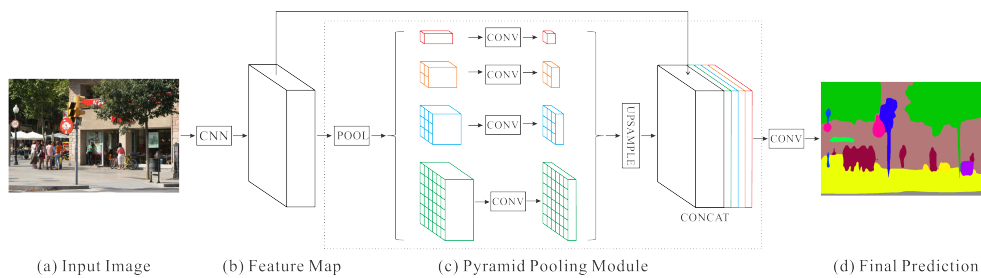 CNN
POOL
CONV
CONV
CONV
CONV
UPSAMPLE
CONCAT
CONV
(a) Input Image
(b) Feature Map
(c) Pyramid Pooling Module
(d) Final Prediction